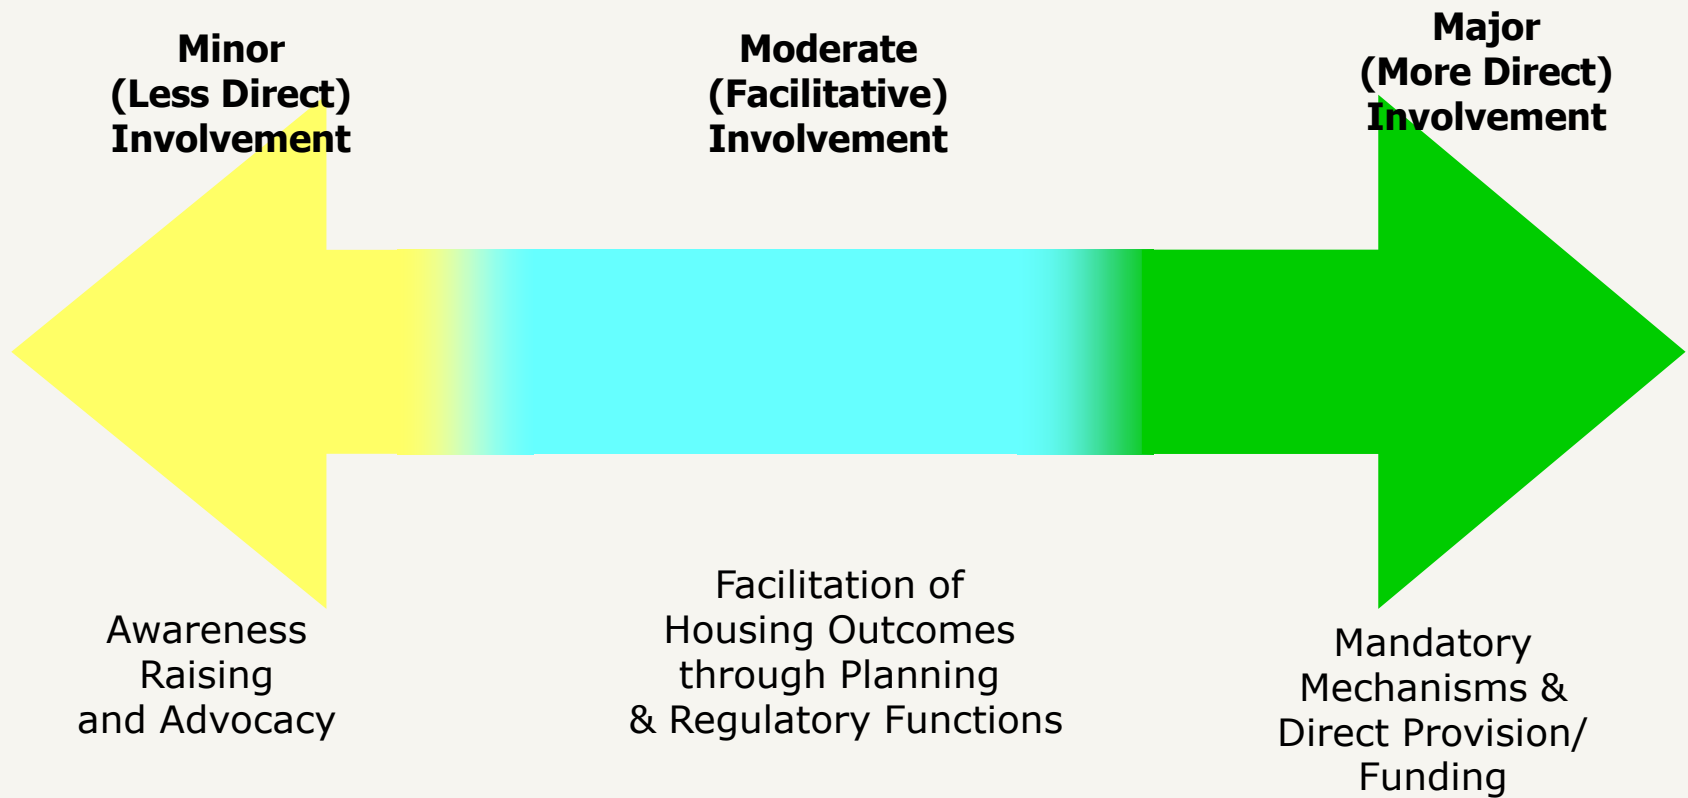 Minor
(Less Direct)
Involvement
Moderate
(Facilitative)
Involvement
Major
(More Direct)
Involvement
Awareness
Raising
and Advocacy
Facilitation of
Housing Outcomes
through Planning
& Regulatory Functions
Mandatory
Mechanisms &
Direct Provision/
Funding